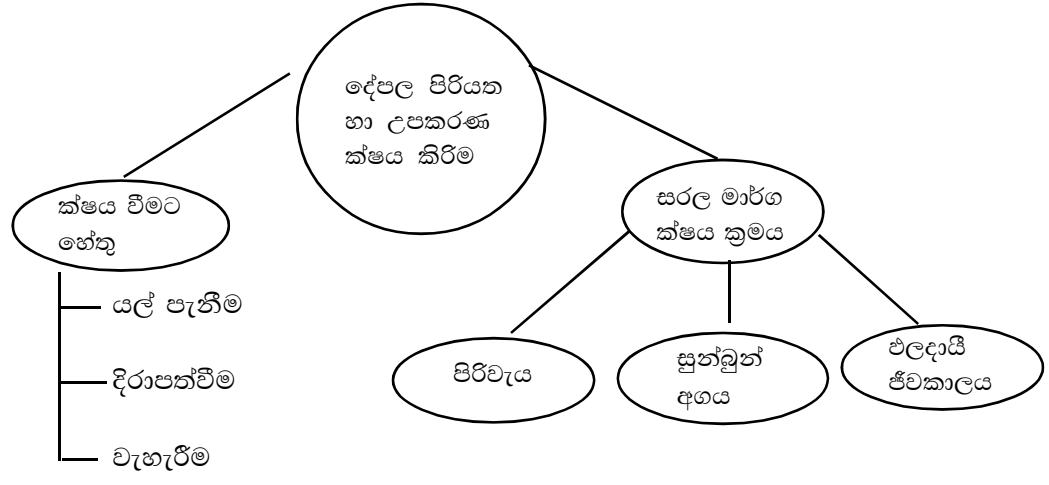 දේපල පිරියත
හා උපකරණ
ක්ෂය කිරිම
ක්ෂය වීමට
හේතු
යල් පැනීම
දිරාපත්වීම
වැහැරීම
සරල මාර්ග
ක්ෂය ක්‍රමය
පිරිවැය
සුන්බුන්
අගය
ඵලදායී
ජීවකාලය